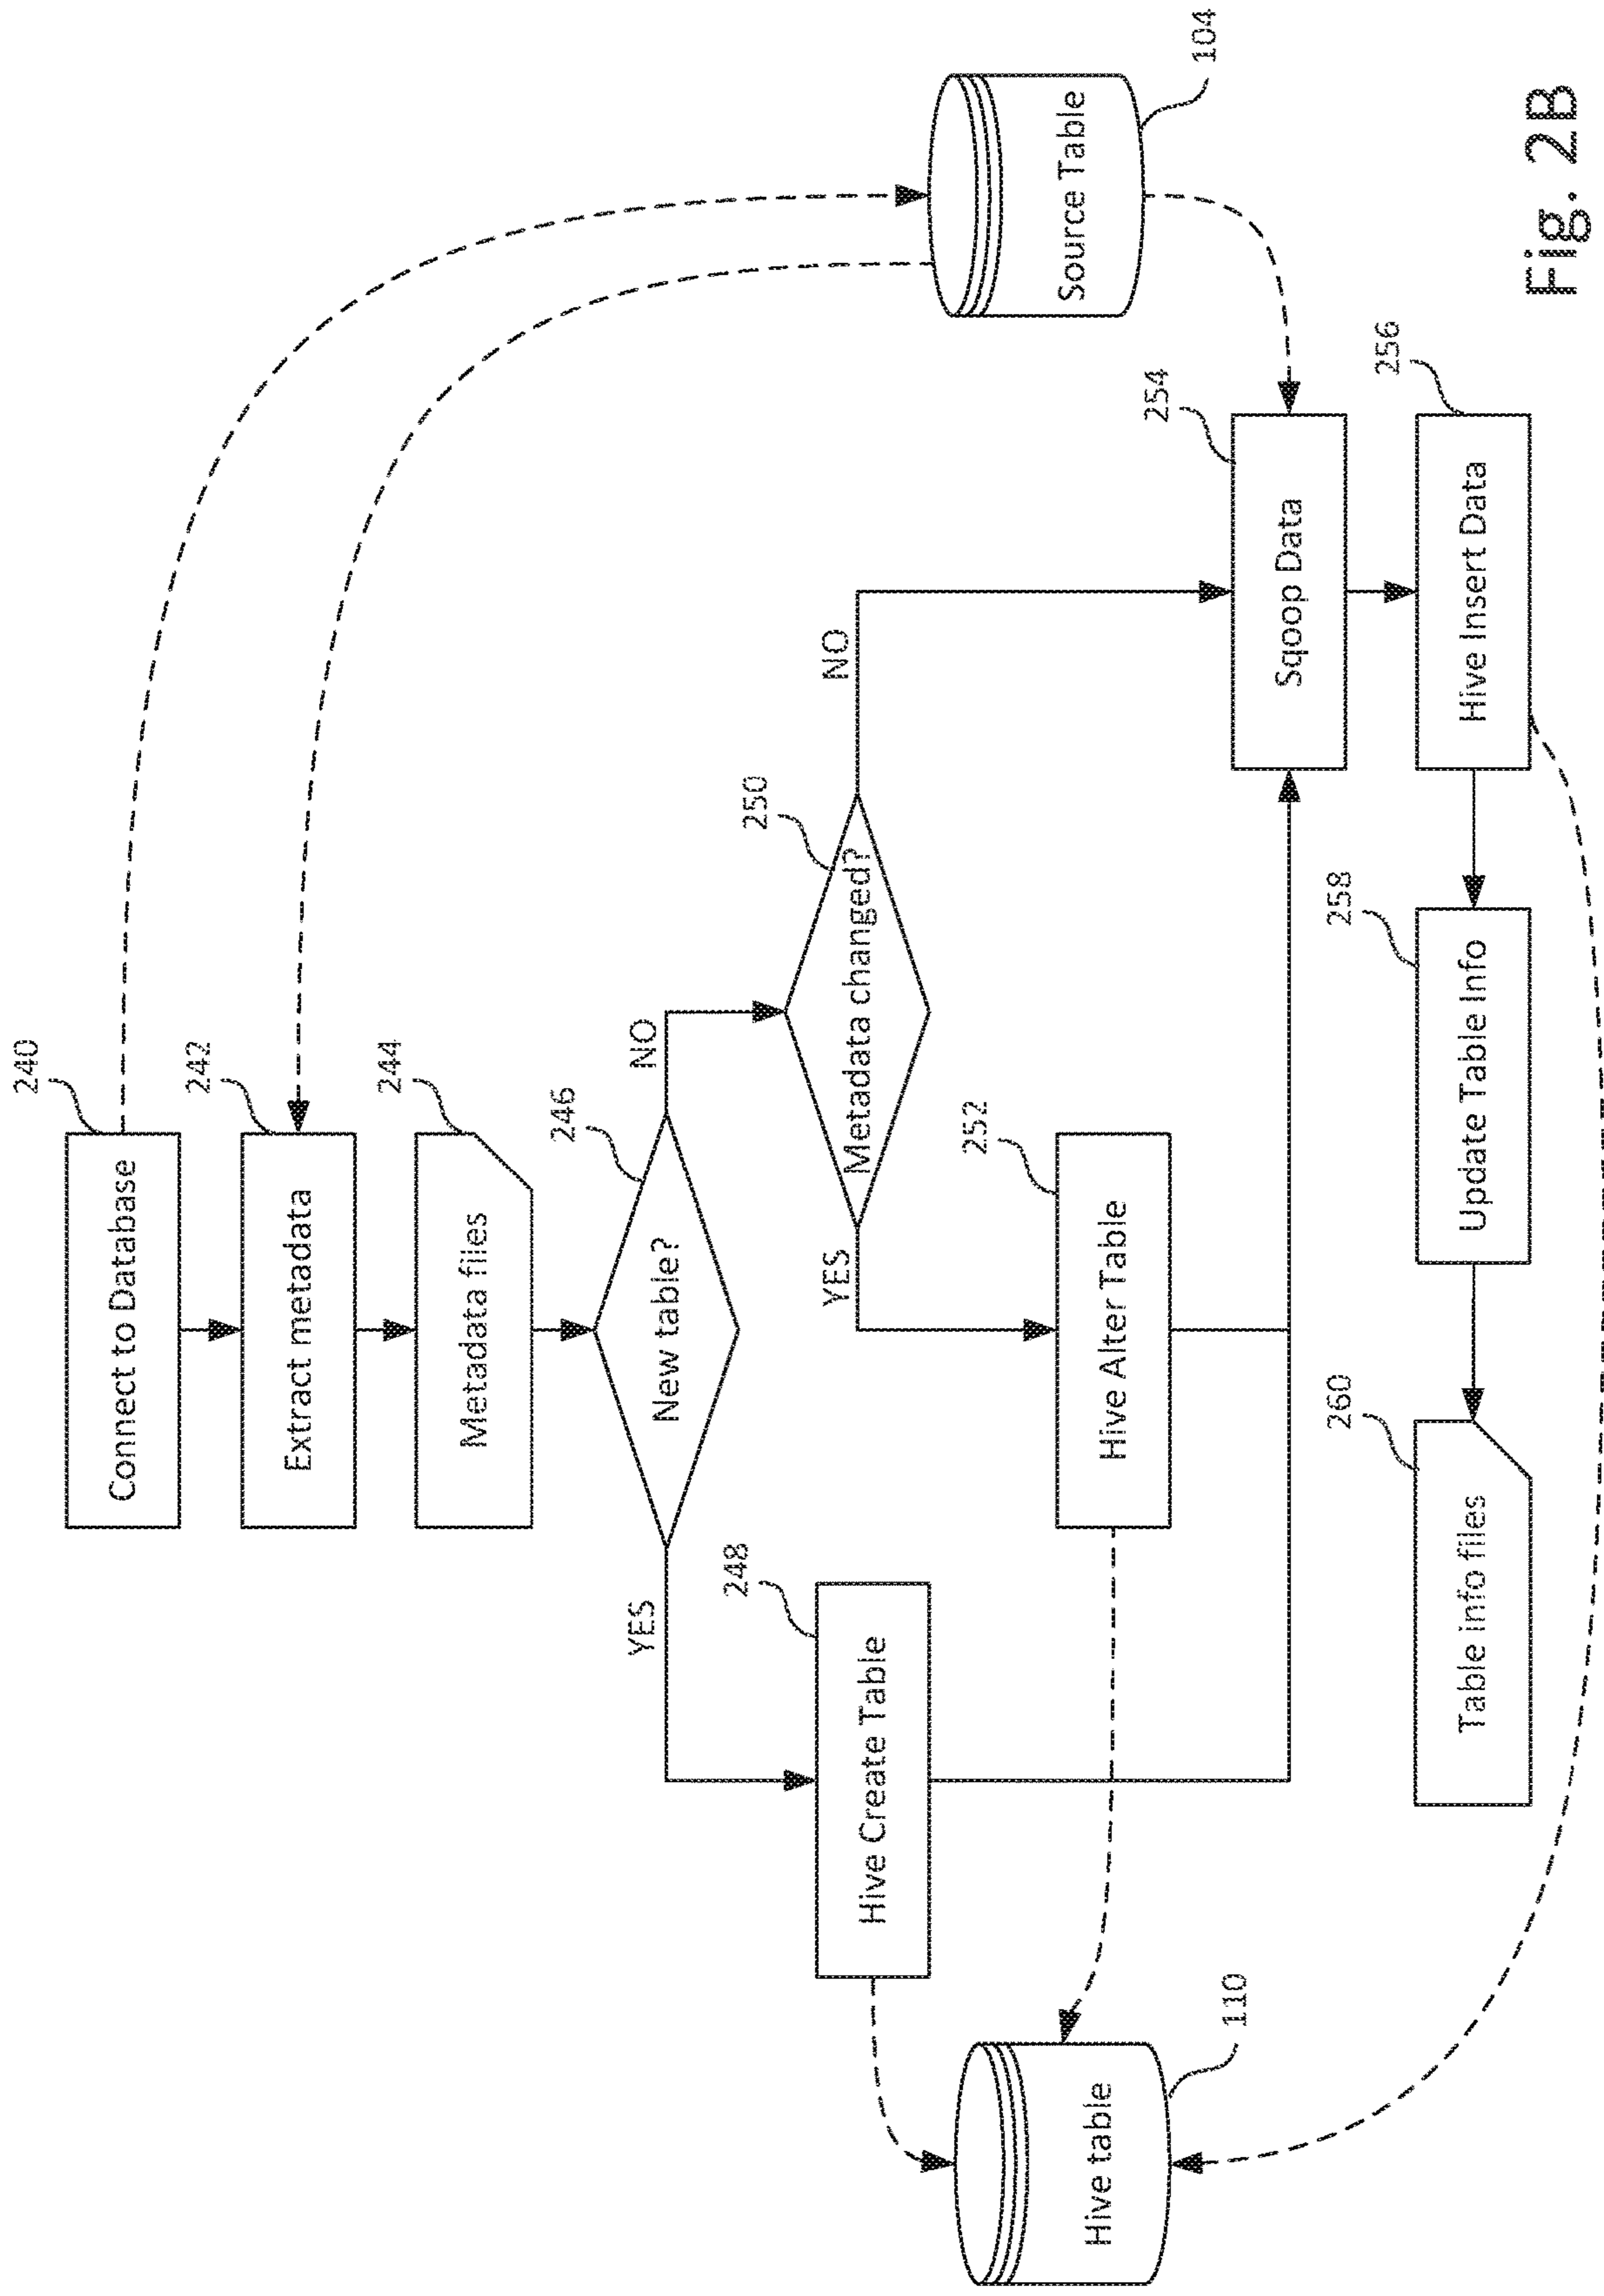 240
Connect to Database
242
Extract metadata
244
Metadata files
246
New table?
YES
NO
248
Hive Create Table
250
Metadata changed?
YES
NO
252
Hive Alter Table
Hive table
110
Source Table
104
254
Sqoop Data
256
Hive Insert Data
258
Update Table Info
260
Table info files
Fig. 2B